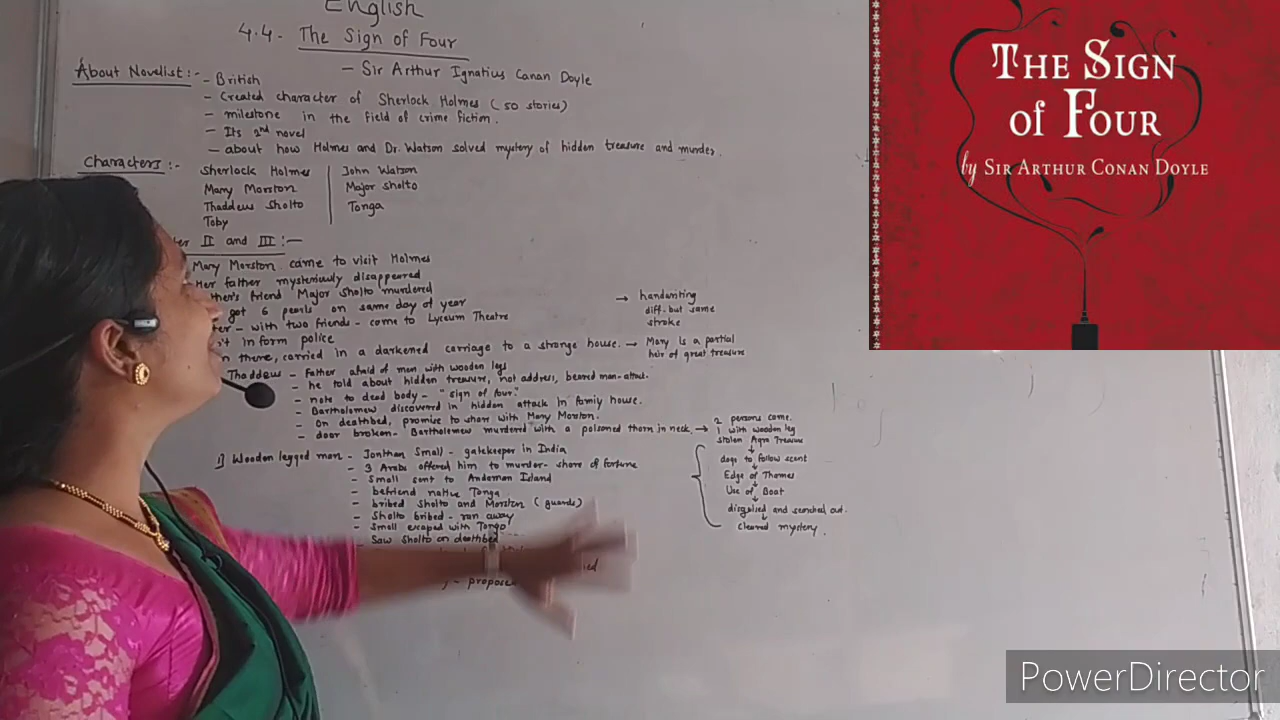 English
4.4. The Sign of Four
- Sir Arthur Ignatius Canan Doyle
About Novelist:-
- British
- Created character of Sherlock Holmes (50 stories)
- milestone in the field of crime fiction.
- Its 2nd novel
- about how Holmes and Dr. Watson solved mystery of hidden treasure and murder.
Characters:-
Sherlock Holmes | John Watson
Mary Morston | Major Sholto
Thaddeus Sholto | Tonga
Toby
II and III:-
Mary Morston came to visit Holmes
Her father mysteriously disappeared
friend Major Sholto murdered
got 6 pearls on same day of year
- with two friends - come to Lyceum Theatre
inform police
there, carried in a darkened carriage to a strange house. → Mary is a partial
heir of great treasure
→ handwriting
diff. but same
stroke
Thaddeus - Father afraid of man with wooden legs
- he told about hidden treasure, not address, beared man-attack.
- note to dead body - "sign of four."
- Bartholomew discovered in hidden attack in family house.
- On deathbed, promise to share with Mary Morston.
- door broken - Bartholemew murdered with a poisoned thorn in neck. → 2 persons come.
1 with wooden leg
stolen Agra Treasure
↓
dogs to follow scent
↓
Edge of Thames
↓
Use of Boat
↓
disguised and searched out.
↓
cleared mystery.
1) Wooden legged man - Jonthan Small - gatekeeper in India
- 3 Arabs offered him to murder - share of fortune
- Small sent to Andeman Island
- befriend native Tonga
- bribed Sholto and Morston (guards)
- Sholto bribed - ran away
- Small escaped with Tonga
- Saw Sholto on deathbed
THE SIGN
OF FOUR
by SIR ARTHUR CONAN DOYLE
PowerDirector